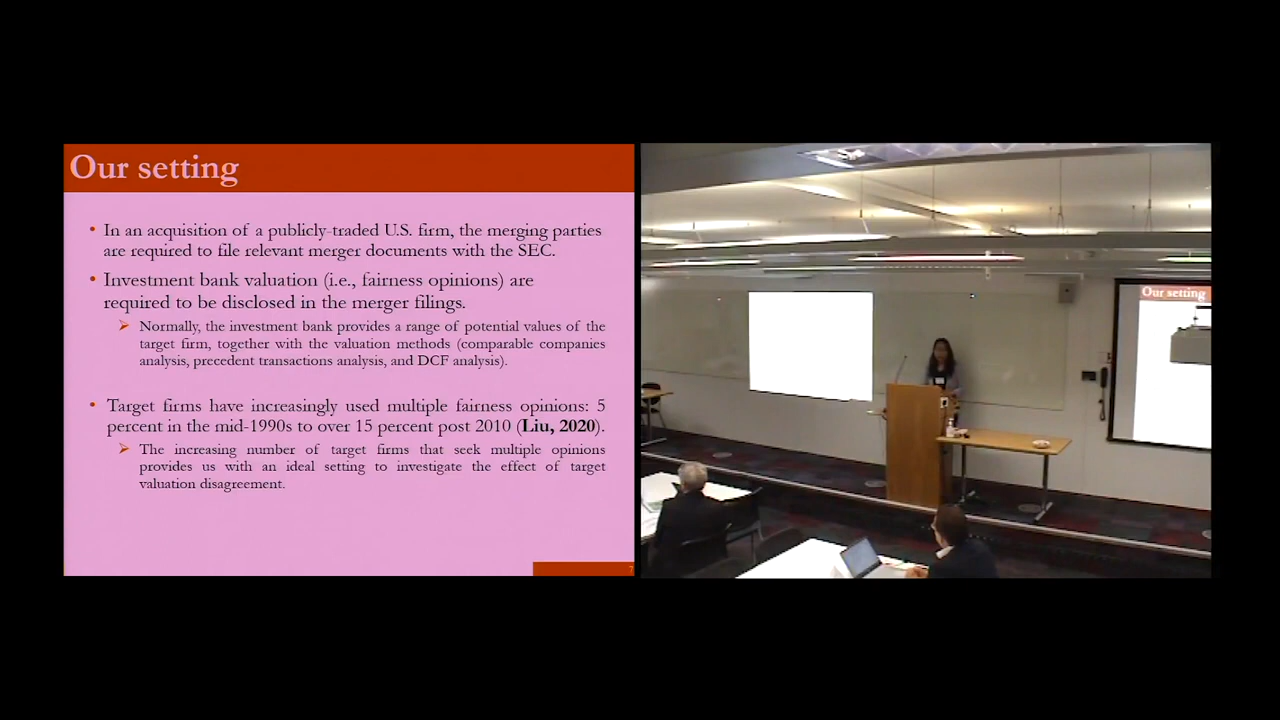 Our setting
• In an acquisition of a publicly-traded U.S. firm, the merging parties
are required to file relevant merger documents with the SEC.
• Investment bank valuation (i.e., fairness opinions) are
required to be disclosed in the merger filings.
➢ Normally, the investment bank provides a range of potential values of the
target firm, together with the valuation methods (comparable companies
analysis, precedent transactions analysis, and DCF analysis).
• Target firms have increasingly used multiple fairness opinions: 5
percent in the mid-1990s to over 15 percent post 2010 (Liu, 2020).
➢ The increasing number of target firms that seek multiple opinions
provides us with an ideal setting to investigate the effect of target
valuation disagreement.
7
Our setting